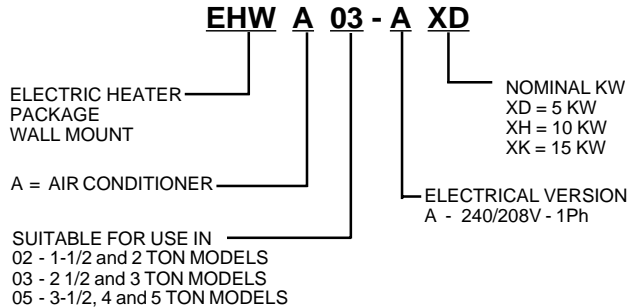 EHW A 03 - A XD
ELECTRIC HEATER
PACKAGE
WALL MOUNT
A = AIR CONDITIONER
SUITABLE FOR USE IN
02 - 1-1/2 and 2 TON MODELS
03 - 2 1/2 and 3 TON MODELS
05 - 3-1/2, 4 and 5 TON MODELS
NOMINAL KW
XD = 5 KW
XH = 10 KW
XK = 15 KW
ELECTRICAL VERSION
A - 240/208V - 1Ph